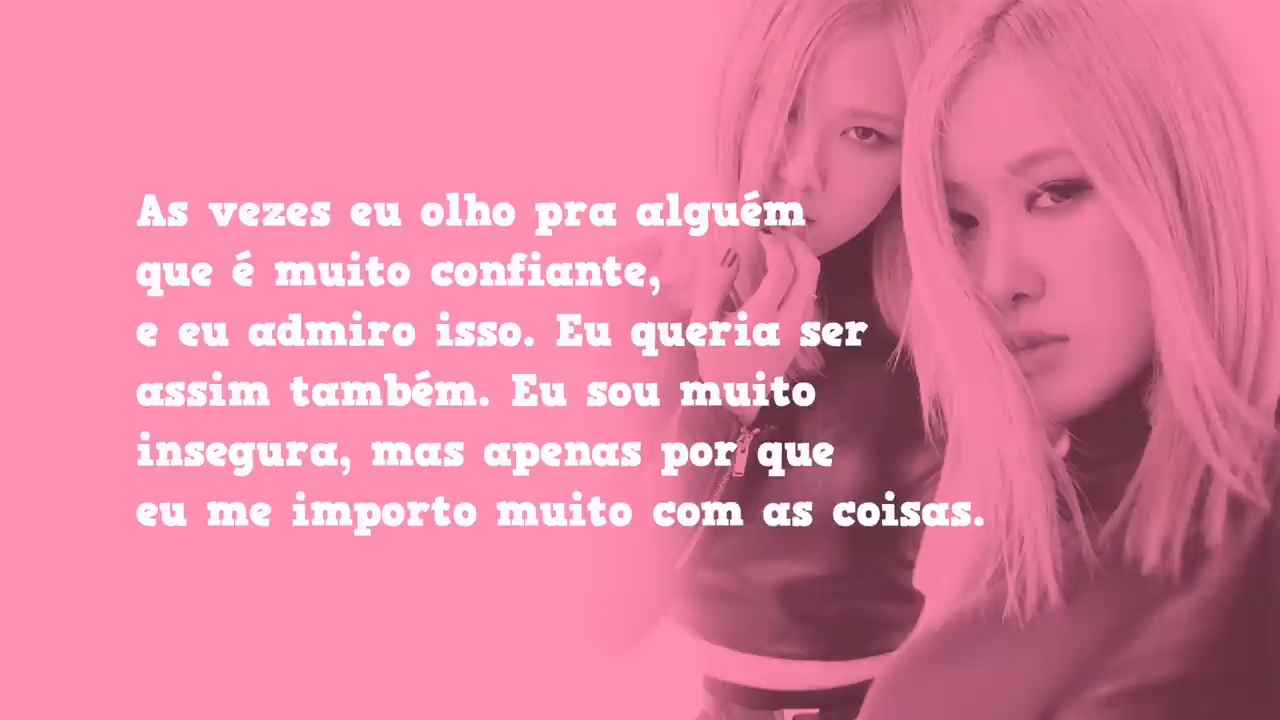 As vezes eu olho pra alguém
que é muito confiante,
e eu admiro isso. Eu queria ser
assim também. Eu sou muito
insegura, mas apenas por que
eu me importo muito com as coisas.